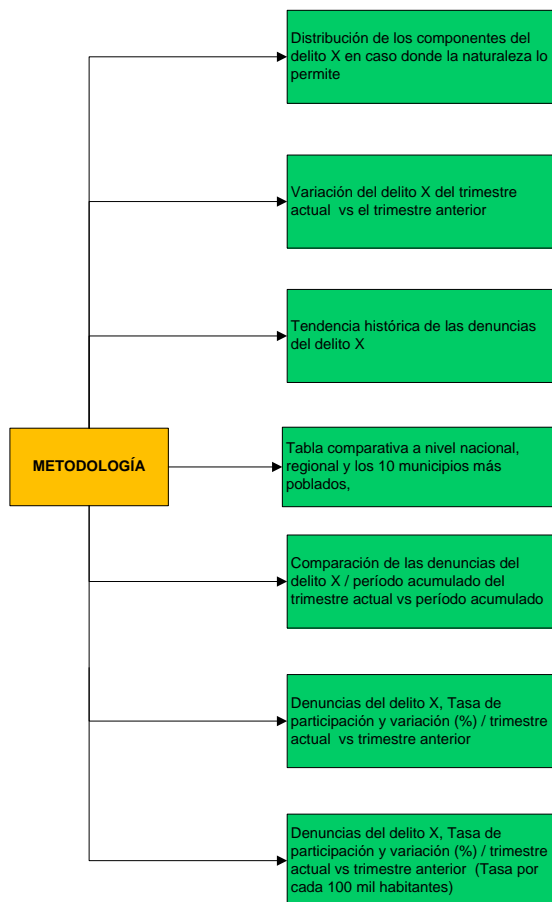 Distribución de los componentes del
delito X en caso donde la naturaleza lo
permite
Variación del delito X del trimestre
actual vs el trimestre anterior
Tendencia histórica de las denuncias
del delito X
METODOLOGÍA
Tabla comparativa a nivel nacional,
regional y los 10 municipios más
poblados,
Comparación de las denuncias del
delito X / período acumulado del
trimestre actual vs período acumulado
Denuncias del delito X, Tasa de
participación y variación (%) / trimestre
actual vs trimestre anterior
Denuncias del delito X, Tasa de
participación y variación (%) / trimestre
actual vs trimestre anterior (Tasa por
cada 100 mil habitantes)